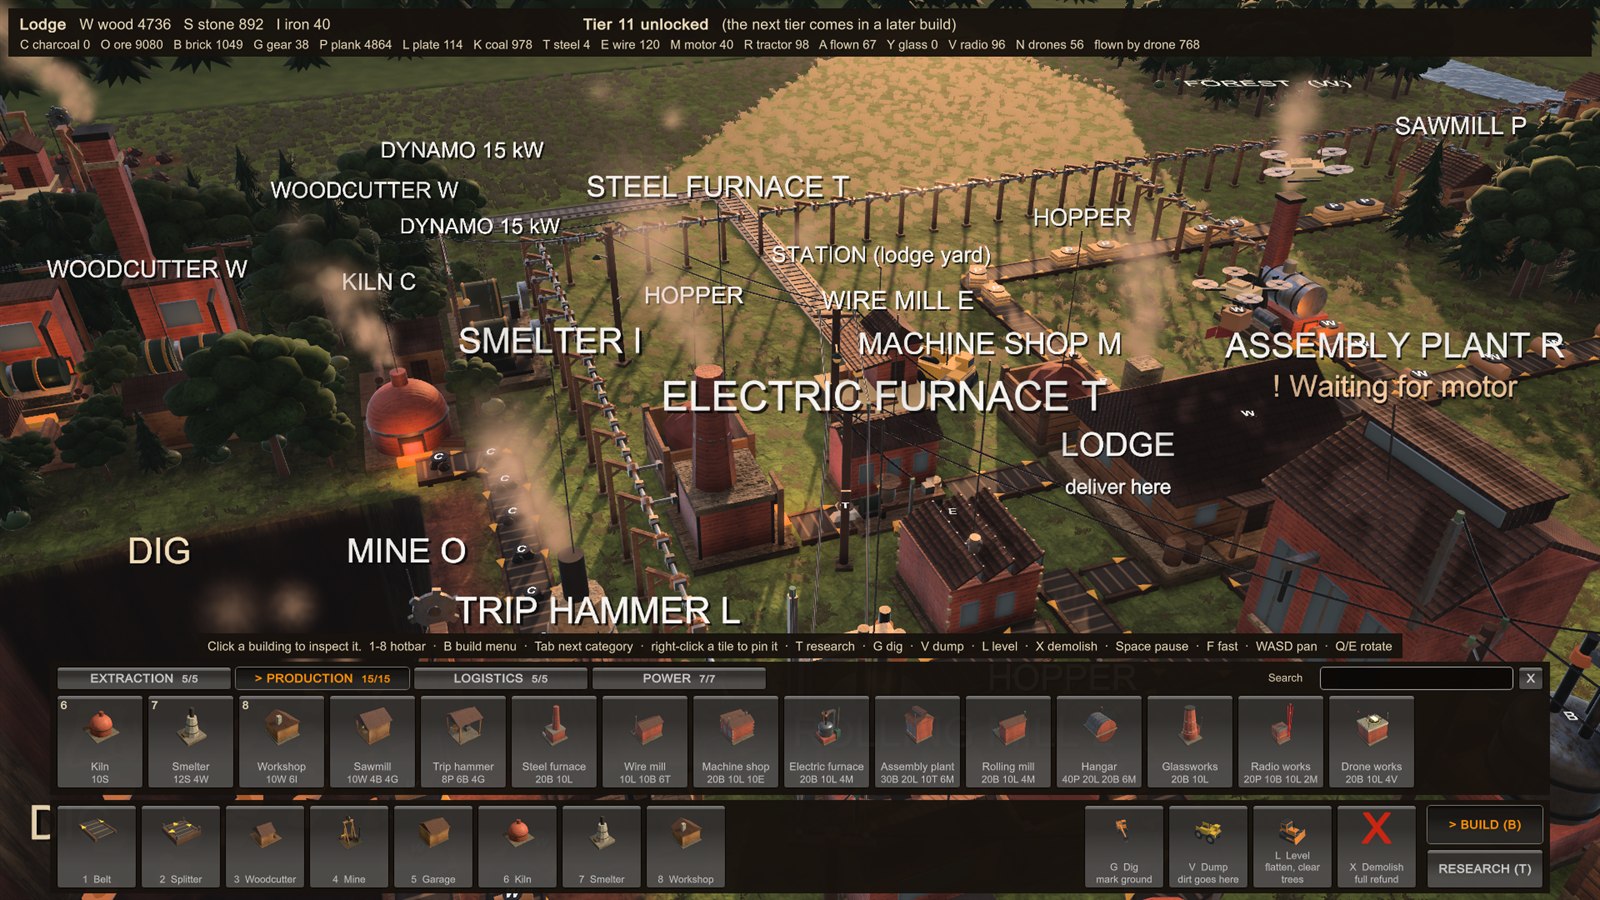 Lodge W wood 4736 S stone 892 I iron 40
Tier 11 unlocked (the next tier comes in a later build)
C charcoal 0 O ore 9080 B brick 1049 G gear 38 P plank 4864 L plate 114 K coal 978 T steel 4 E wire 120 M motor 40 R tractor 98 A flown 67 Y glass 0 V radio 96 N drones 56 flown by drone 768
FOREST (W)
SAWMILL P
DYNAMO 15 kW
WOODCUTTER W
STEEL FURNACE T
HOPPER
DYNAMO 15 kW
STATION (lodge yard)
WOODCUTTER W
KILN C
HOPPER
WIRE MILL E
SMELTER I
MACHINE SHOP M
ASSEMBLY PLANT R
! Waiting for motor
ELECTRIC FURNACE T
LODGE
deliver here
DIG
MINE O
TRIP HAMMER L
Click a building to inspect it. 1-8 hotbar · B build menu · Tab next category · right-click a tile to pin it · T research · G dig · V dump · L level · X demolish · Space pause · F fast · WASD pan · Q/E rotate
EXTRACTION 5/5
> PRODUCTION 15/15
LOGISTICS 5/5
POWER 7/7
HOPPER
Search
X
6 Kiln 10S
7 Smelter 12S 4W
8 Workshop 10W 6I
Sawmill 10W 4B 4G
Trip hammer 8P 6B 4G
Steel furnace 20B 10L
Wire mill 10L 10B 6T
Machine shop 20B 10L 10E
Electric furnace 20B 10L 4M
Assembly plant 30B 20L 10T 6M
Rolling mill 20B 10L 4M
Hangar 40P 20L 20B 6M
Glassworks 20B 10L
Radio works 20P 10B 10L 2M
Drone works 20B 10L 4V
1 Belt
2 Splitter
3 Woodcutter
4 Mine
5 Garage
6 Kiln
7 Smelter
8 Workshop
G Dig mark ground
V Dump dirt goes here
L Level flatten, clear trees
X Demolish full refund
> BUILD (B)
RESEARCH (T)